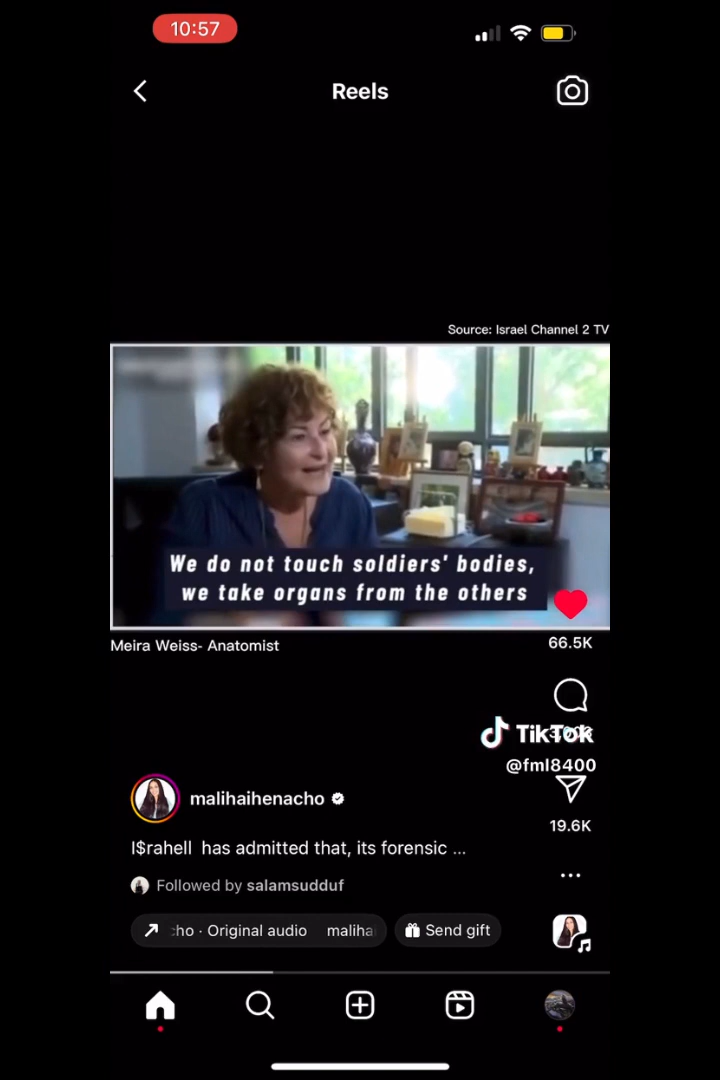 10:57
Reels
Source: Israel Channel 2 TV
We do not touch soldiers' bodies,
we take organs from the others
Meira Weiss- Anatomist
66.5K
TikTok
@fml8400
malihaihenacho
19.6K
I$rahell has admitted that, its forensic ...
Followed by salamsudduf
cho · Original audio maliha
Send gift